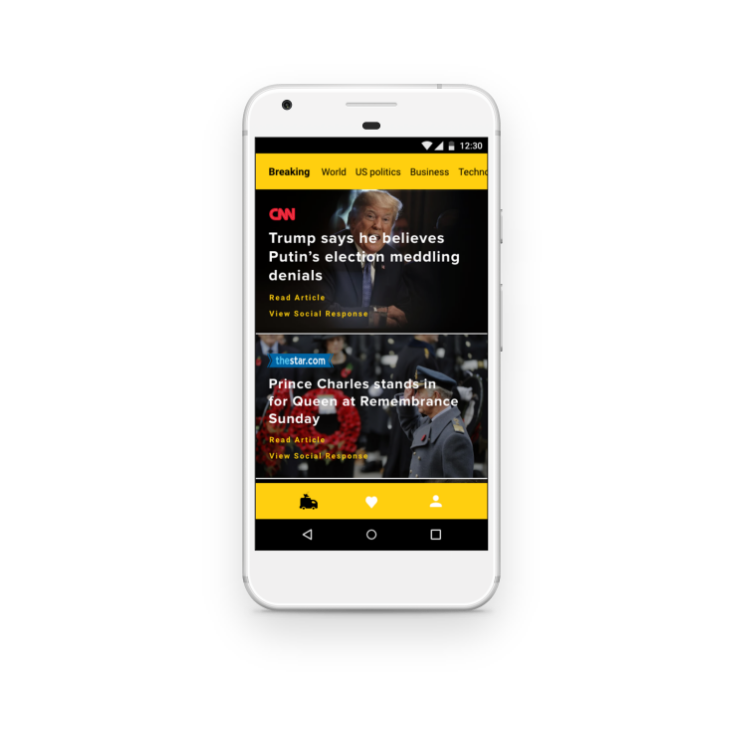 12:30
Breaking World US politics Business Techno
CNN
Trump says he believes
Putin’s election meddling
denials
Read Article
View Social Response
thestar.com
Prince Charles stands in
for Queen at Remembrance
Sunday
Read Article
View Social Response